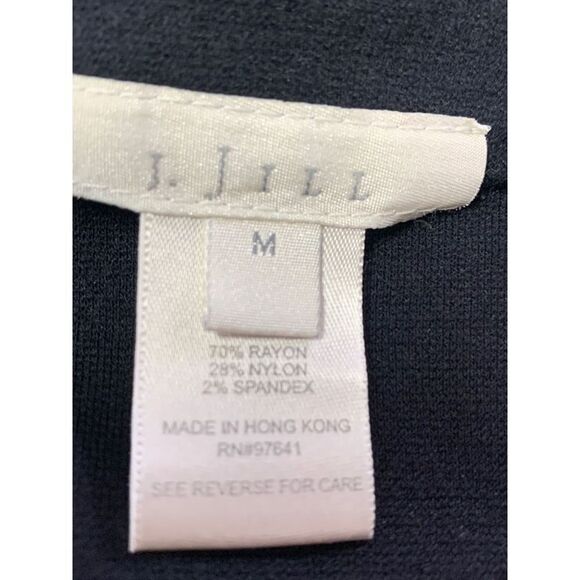 J. JILL
M
70% RAYON
28% NYLON
2% SPANDEX
MADE IN HONG KONG
RN#97641
SEE REVERSE FOR CARE